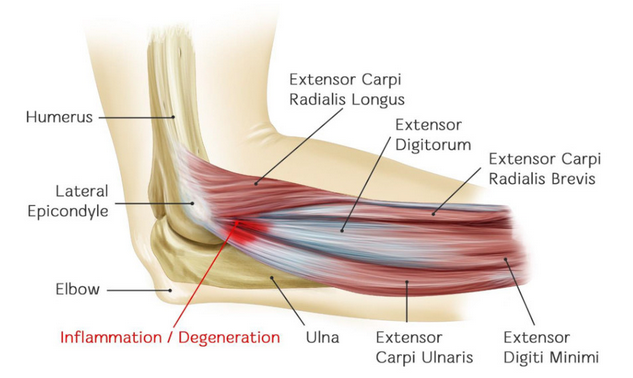 Extensor Carpi
Radialis Longus
Humerus
Extensor
Digitorum
Extensor Carpi
Radialis Brevis
Lateral
Epicondyle
Elbow
Inflammation / Degeneration
Ulna
Extensor
Carpi Ulnaris
Extensor
Digiti Minimi